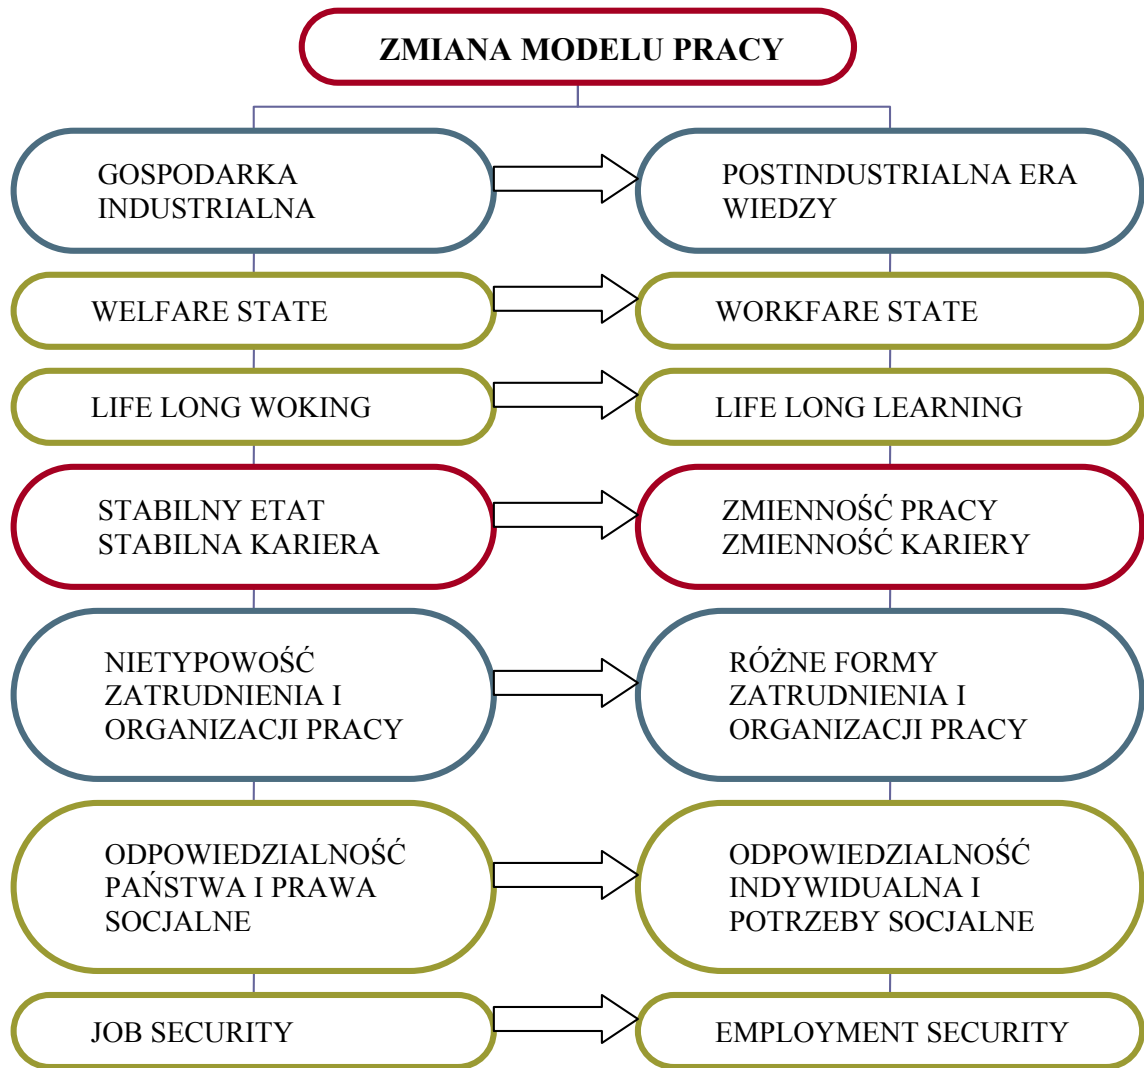 ZMIANA MODELU PRACY
GOSPODARKA
INDUSTRIALNA
POSTINDUSTRIALNA ERA
WIEDZY
WELFARE STATE
WORKFARE STATE
LIFE LONG WOKING
LIFE LONG LEARNING
STABILNY ETAT
STABILNA KARIERA
ZMIENNOŚĆ PRACY
ZMIENNOŚĆ KARIERY
NIETYPOWOŚĆ
ZATRUDNIENIA I
ORGANIZACJI PRACY
RÓŻNE FORMY
ZATRUDNIENIA I
ORGANIZACJI PRACY
ODPOWIEDZIALNOŚĆ
PAŃSTWA I PRAWA
SOCJALNE
ODPOWIEDZIALNOŚĆ
INDYWIDUALNA I
POTRZEBY SOCJALNE
JOB SECURITY
EMPLOYMENT SECURITY